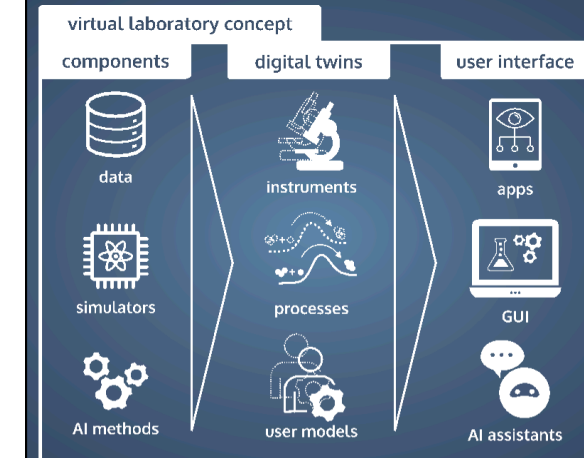 virtual laboratory concept
components
digital twins
user interface
data
instruments
apps
simulators
processes
GUI
AI methods
user models
AI assistants